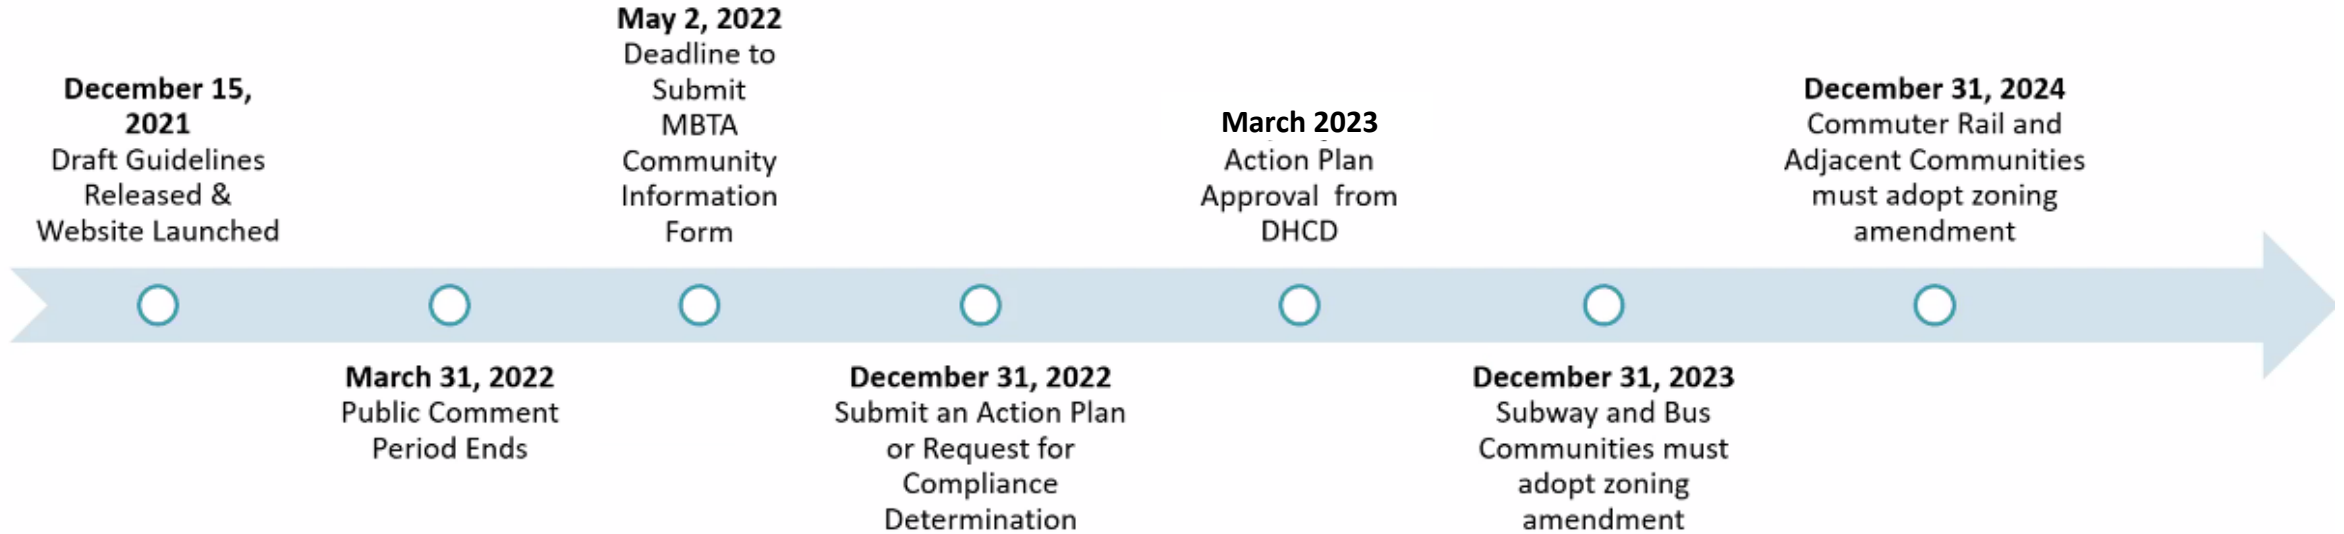 December 15,
2021
Draft Guidelines
Released &
Website Launched
March 31, 2022
Public Comment
Period Ends
May 2, 2022
Deadline to
Submit
MBTA
Community
Information
Form
December 31, 2022
Submit an Action Plan
or Request for
Compliance
Determination
March 2023
Action Plan
Approval from
DHCD
December 31, 2023
Subway and Bus
Communities must
adopt zoning
amendment
December 31, 2024
Commuter Rail and
Adjacent Communities
must adopt zoning
amendment